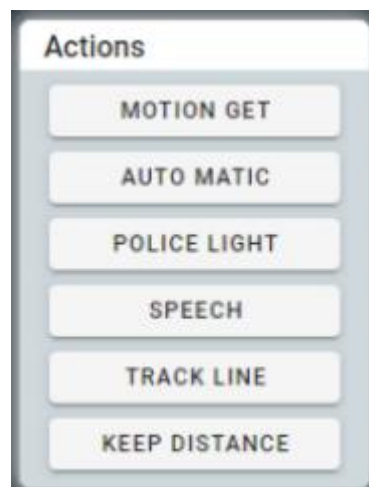 Actions
MOTION GET
AUTO MATIC
POLICE LIGHT
SPEECH
TRACK LINE
KEEP DISTANCE